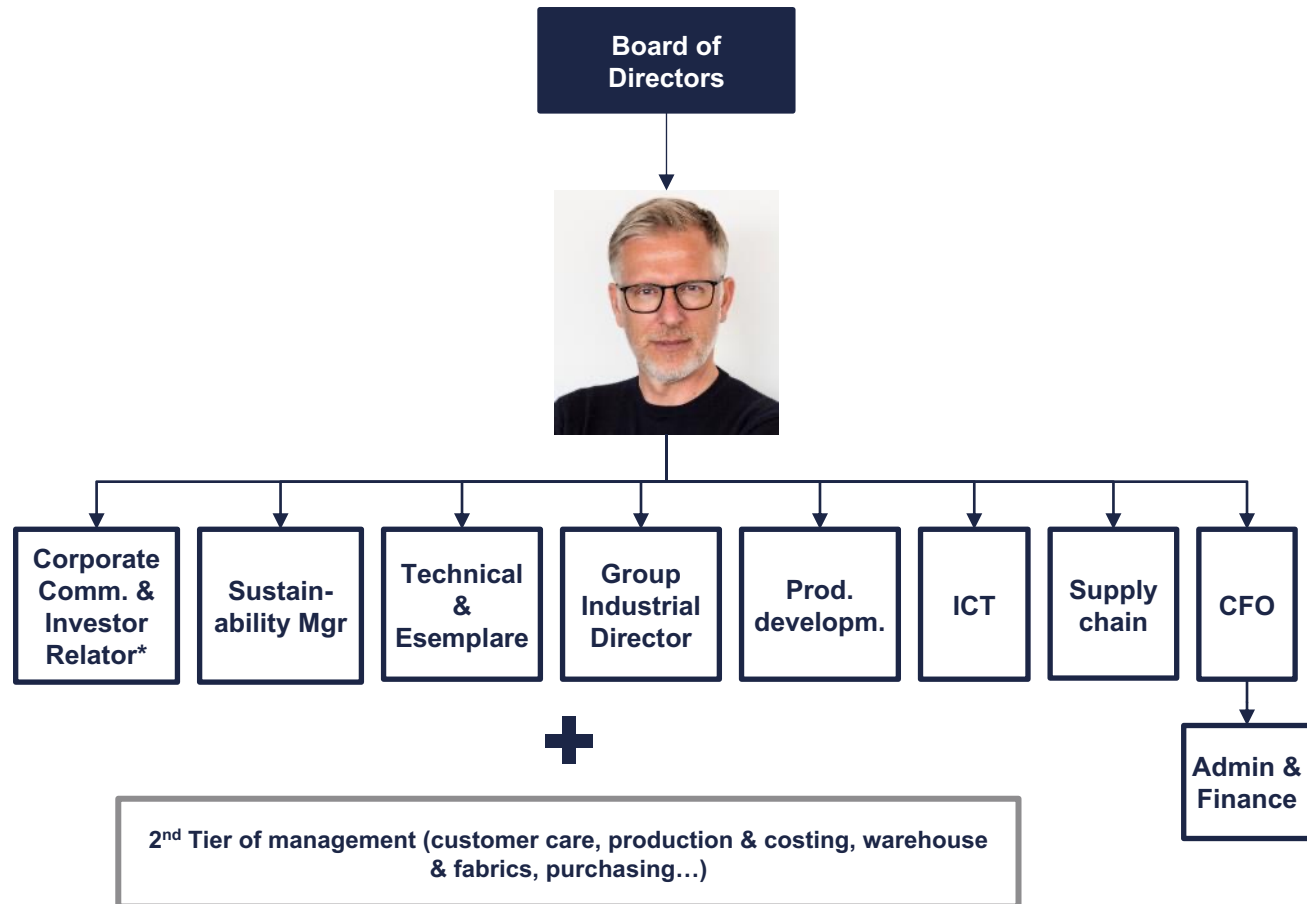 Board of
Directors
Corporate
Comm. &
Investor
Relator*
Sustain-
ability Mgr
Technical
&
Esemplare
Group
Industrial
Director
Prod.
developm.
ICT
Supply
chain
CFO
Admin &
Finance
2nd Tier of management (customer care, production & costing, warehouse
& fabrics, purchasing…)